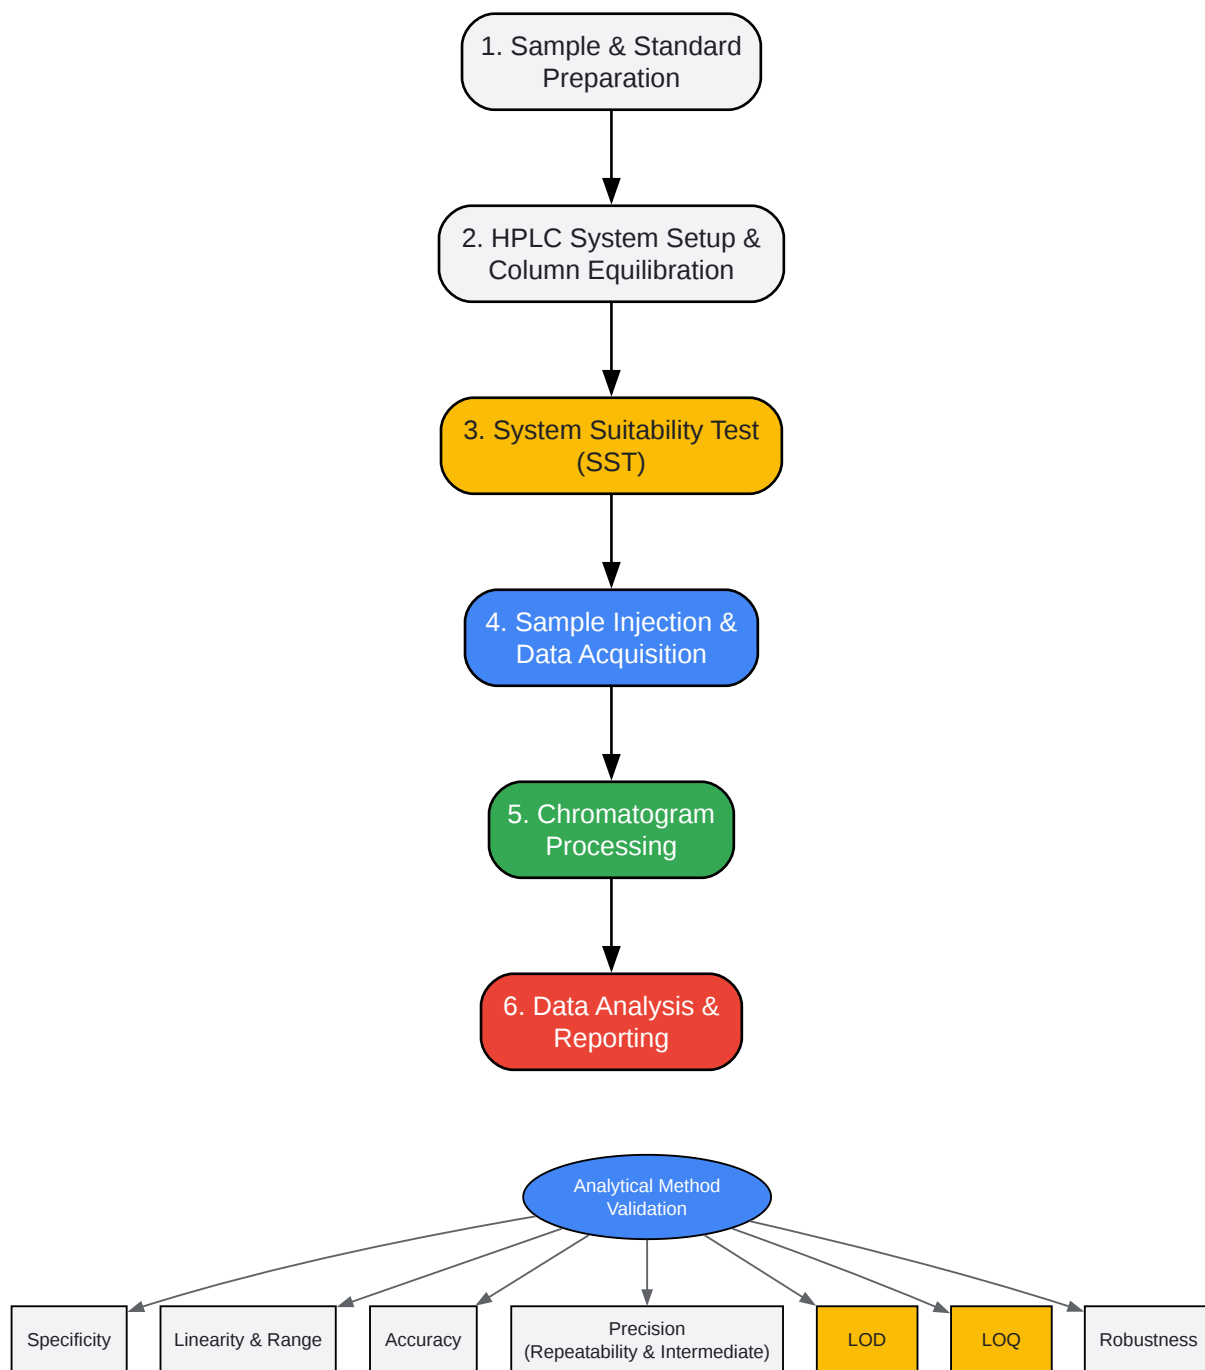 1. Sample & Standard
Preparation
2. HPLC System Setup &
Column Equilibration
3. System Suitability Test
(SST)
4. Sample Injection &
Data Acquisition
5. Chromatogram
Processing
6. Data Analysis &
Reporting
Analytical Method
Validation
Specificity
Linearity & Range
Accuracy
Precision
(Repeatability & Intermediate)
LOD
LOQ
Robustness